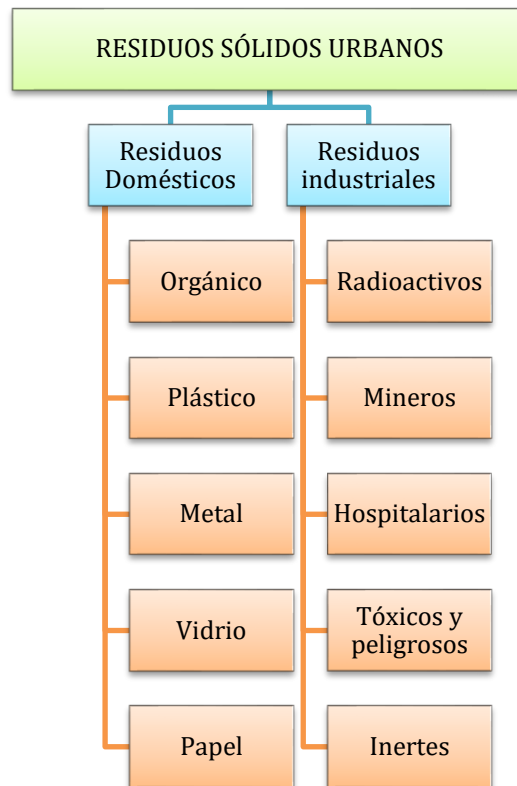 RESIDUOS SÓLIDOS URBANOS
Residuos
Domésticos
Orgánico
Plástico
Metal
Vidrio
Papel
Residuos
industriales
Radioactivos
Mineros
Hospitalarios
Tóxicos y
peligrosos
Inertes